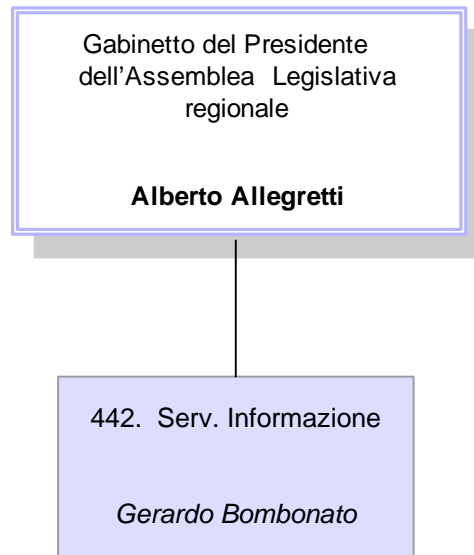 Gabinetto del Presidente
dell’Assemblea Legislativa
regionale
Alberto Allegretti
442. Serv. Informazione
Gerardo Bombonato